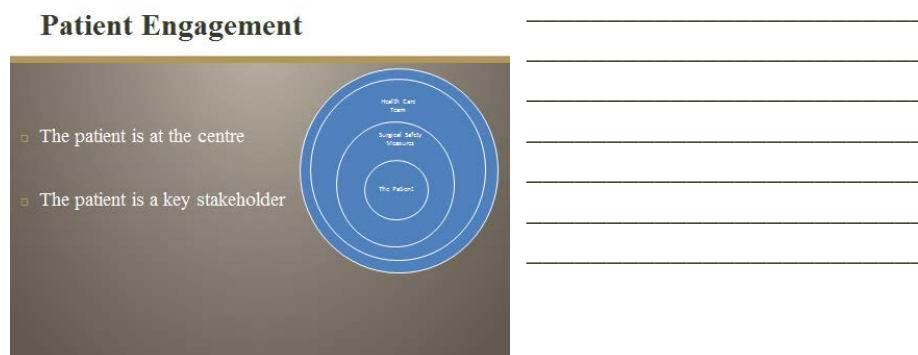 Patient Engagement
The patient is at the centre
The patient is a key stakeholder
Health Care
Team
Surgical Safety
Measures
The Patient